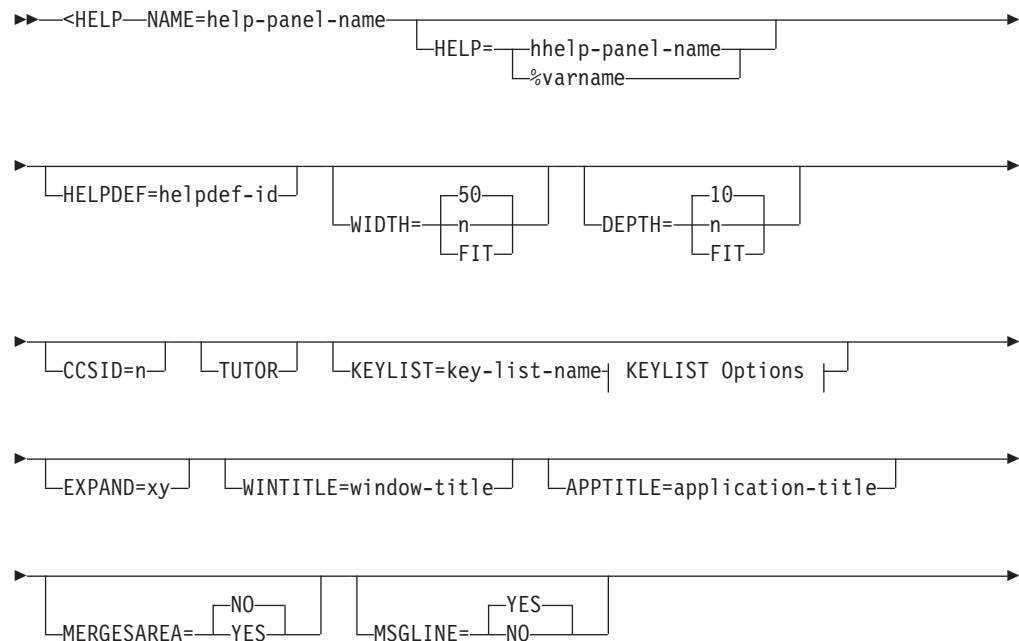 <HELP NAME=help-panel-name
HELP= hhelp-panel-name
%varname
HELPDEF=helpdef-id
WIDTH= 50
n
FIT
DEPTH= 10
n
FIT
CCSID=n TUTOR KEYLIST=key-list-name KEYLIST Options
EXPAND=xy WINTITLE=window-title APPTITLE=application-title
MERGESAREA= NO
YES
MSGLINE= YES
NO